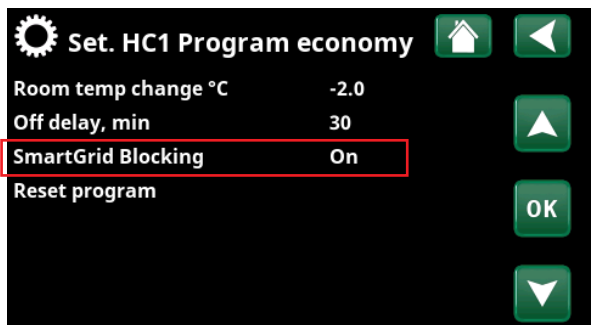 Set. HC1 Program economy
Room temp change °C -2.0
Off delay, min 30
SmartGrid Blocking On
Reset program
OK